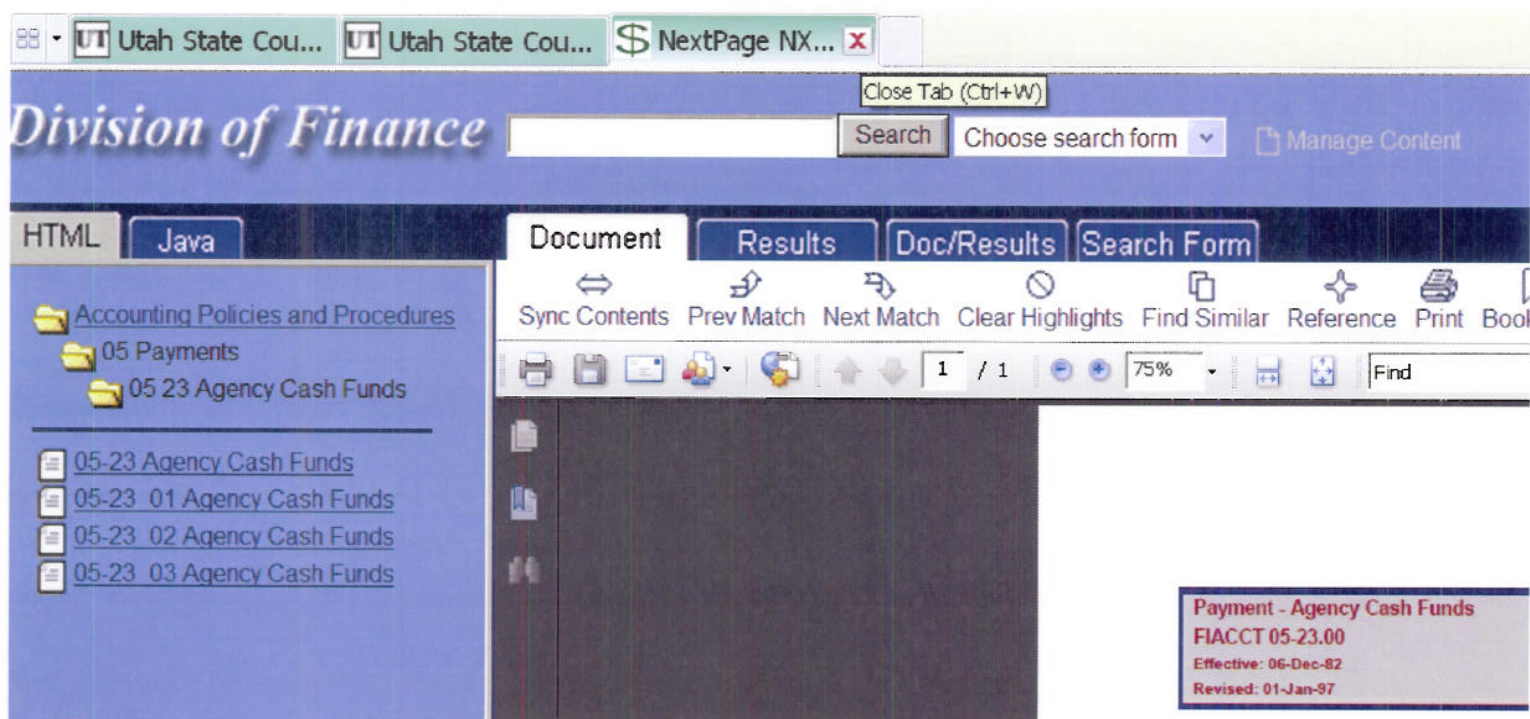 UT Utah State Cou... UT Utah State Cou... $ NextPage NX... x
Close Tab (Ctrl+W)
Division of Finance Search Choose search form Manage Content
HTML Java Document Results Doc/Results Search Form
Sync Contents Prev Match Next Match Clear Highlights Find Similar Reference Print Book
1 / 1 75% Find
Accounting Policies and Procedures
05 Payments
05 23 Agency Cash Funds
05-23 Agency Cash Funds
05-23 01 Agency Cash Funds
05-23 02 Agency Cash Funds
05-23 03 Agency Cash Funds
Payment - Agency Cash Funds
FIACCT 05-23.00
Effective: 06-Dec-82
Revised: 01-Jan-97